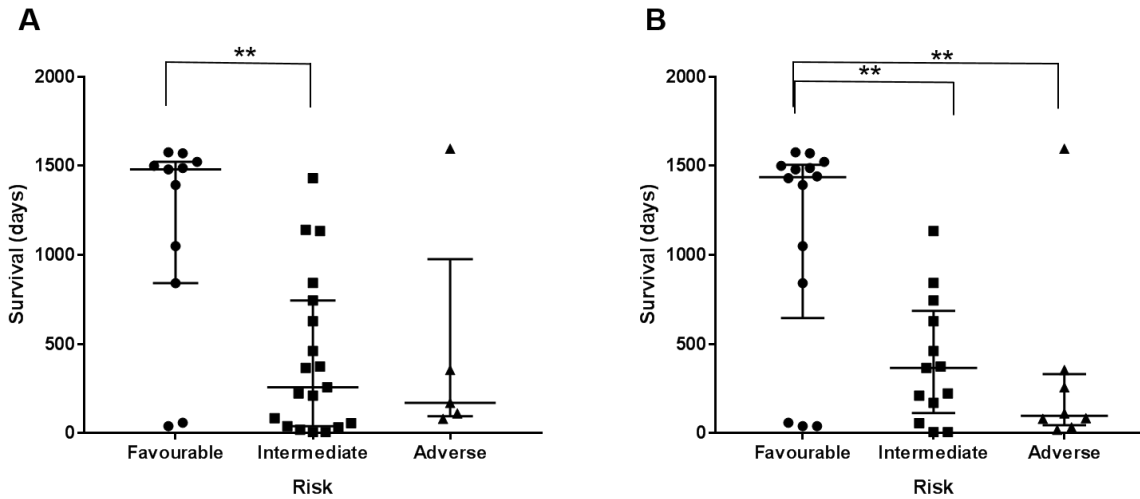 A
**
2000
1500
1000
500
0
Survival (days)
Favourable Intermediate Adverse
Risk
B
**
**
2000
1500
1000
500
0
Survival (days)
Favourable Intermediate Adverse
Risk